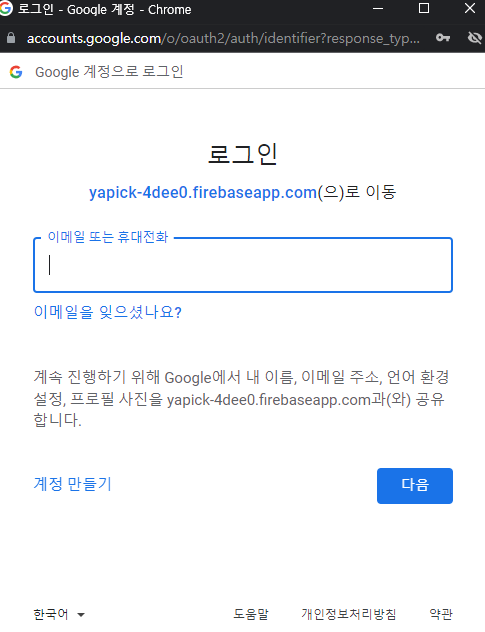 로그인 - Google 계정 - Chrome
accounts.google.com/o/oauth2/auth/identifier?response_typ...
Google 계정으로 로그인
로그인
yapick-4dee0.firebaseapp.com(으)로 이동
이메일 또는 휴대전화
이메일을 잊으셨나요?
계속 진행하기 위해 Google에서 내 이름, 이메일 주소, 언어 환경
설정, 프로필 사진을 yapick-4dee0.firebaseapp.com과(와) 공유
합니다.
계정 만들기
다음
한국어
도움말
개인정보처리방침
약관